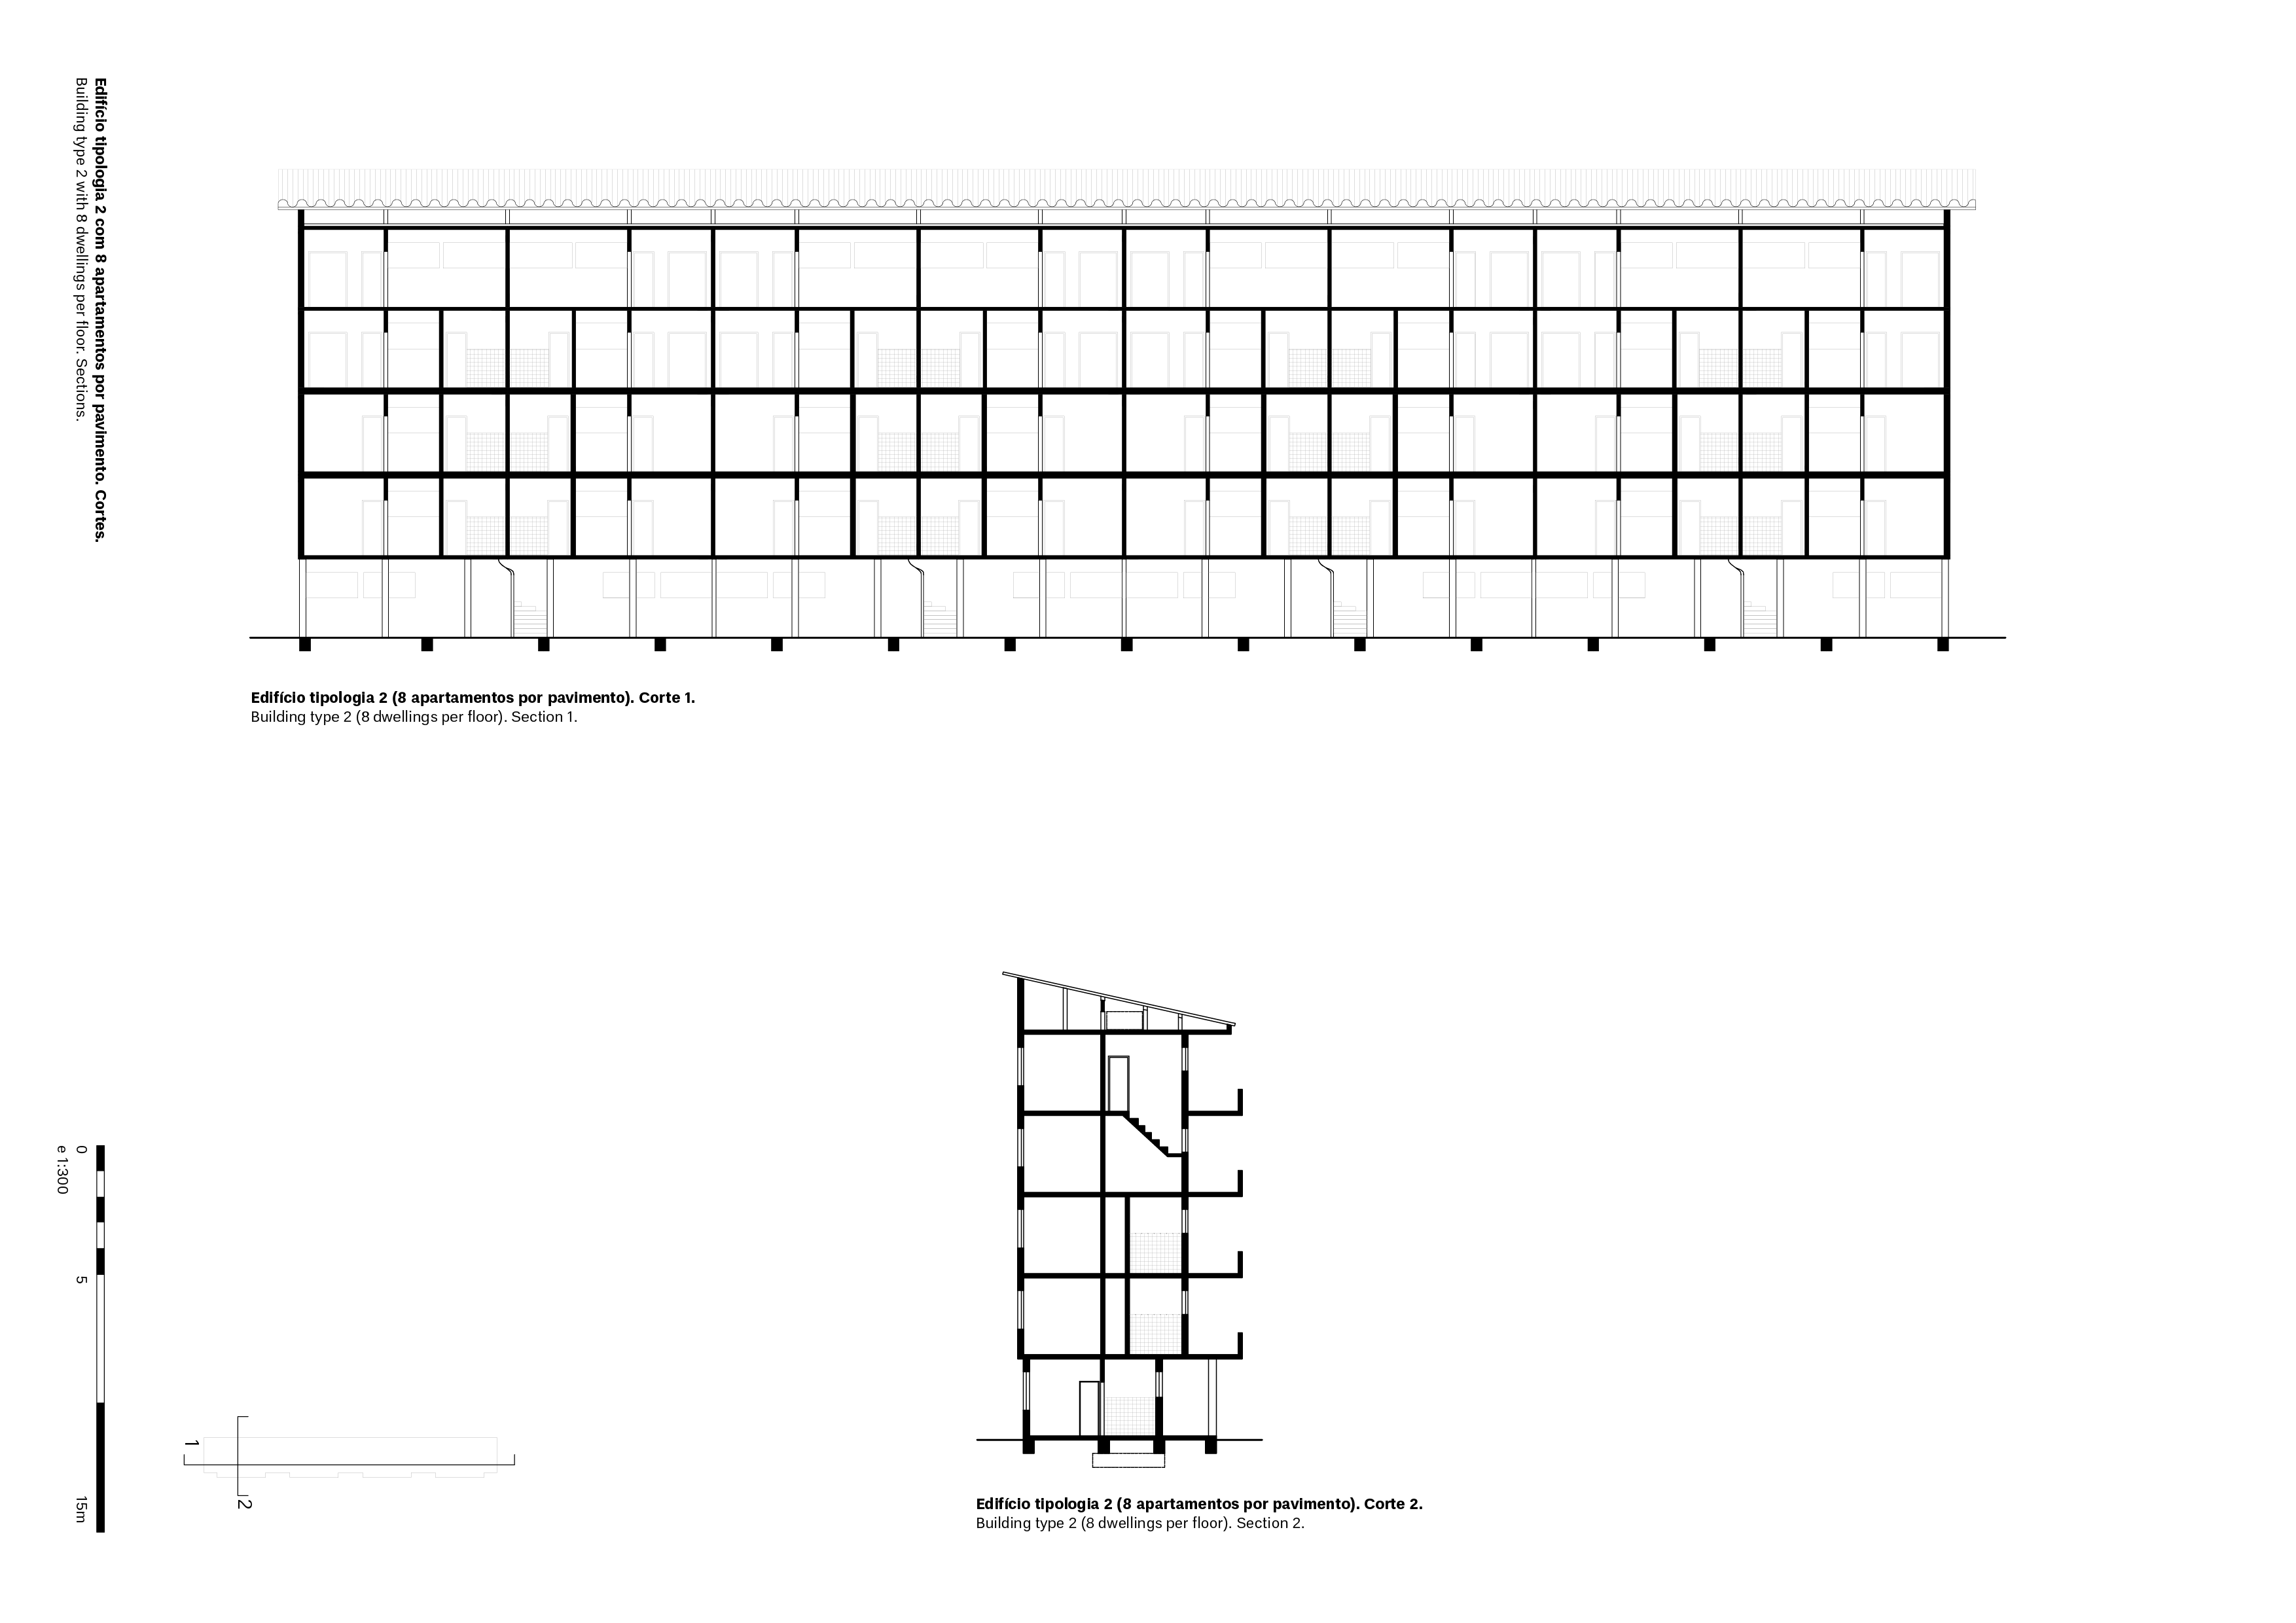 Edifício tipologia 2 com 8 apartamentos por pavimento. Cortes.
Building type 2 with 8 dwellings per floor. Sections.
Edifício tipologia 2 (8 apartamentos por pavimento). Corte 1.
Building type 2 (8 dwellings per floor). Section 1.
0 5 15m
e 1:300
1
2
Edifício tipologia 2 (8 apartamentos por pavimento). Corte 2.
Building type 2 (8 dwellings per floor). Section 2.